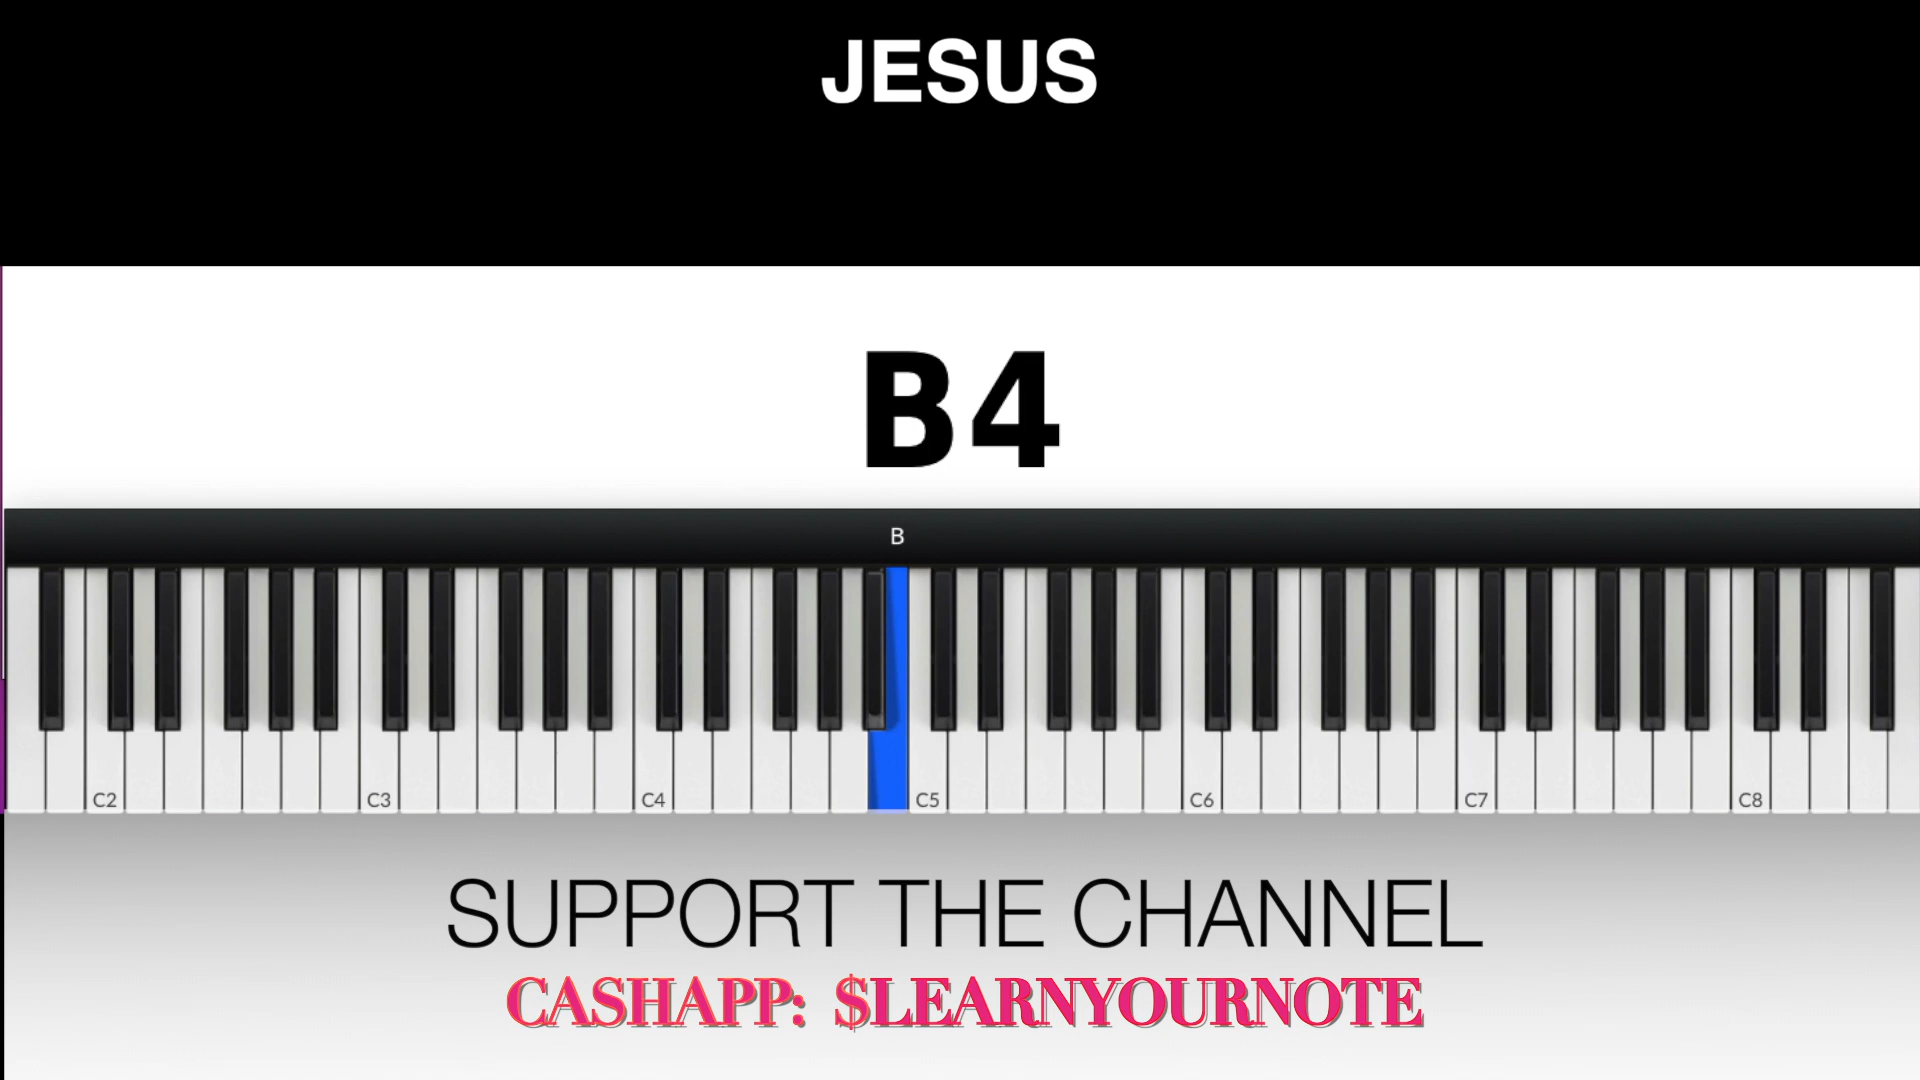 JESUS
B4
B
C2 C3 C4 C5 C6 C7 C8
SUPPORT THE CHANNEL
CASHAPP: $LEARNYOURNOTE